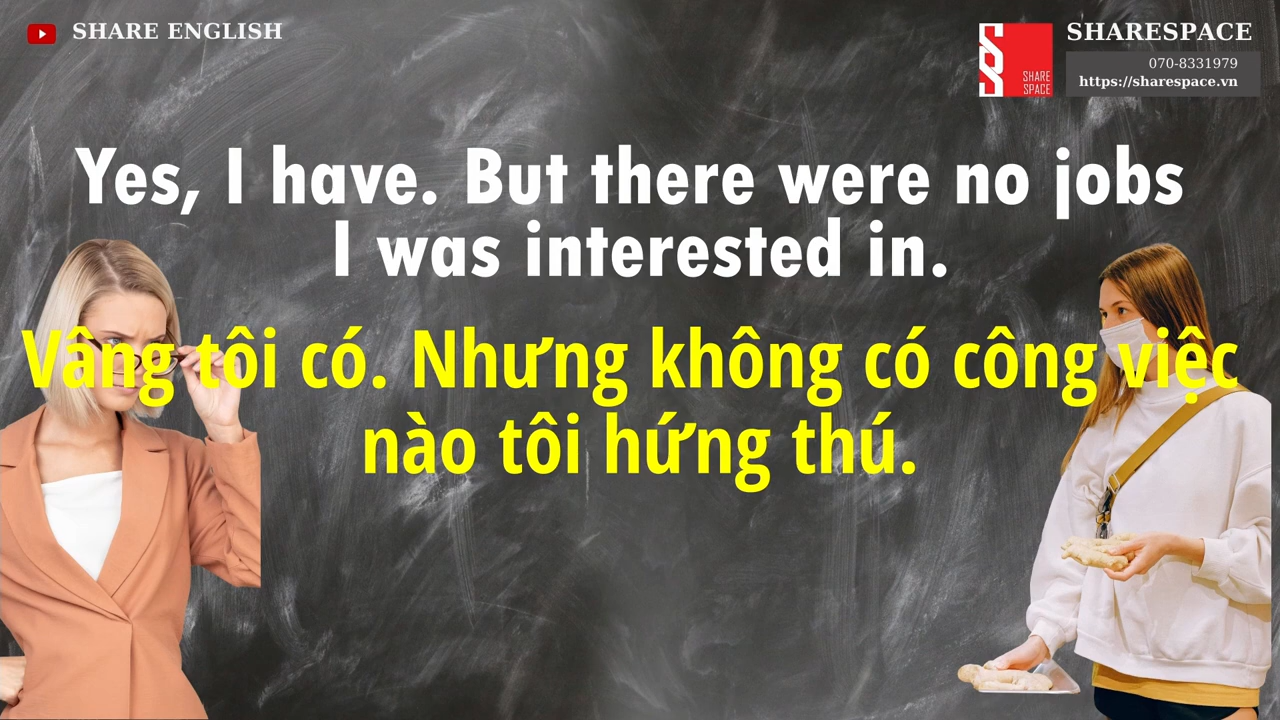 SHARE ENGLISH
SHARESPACE
070-8331979
https://sharespace.vn
SHARE
SPACE
Yes, I have. But there were no jobs
I was interested in.
Vâng tôi có. Nhưng không có công việc
nào tôi hứng thú.